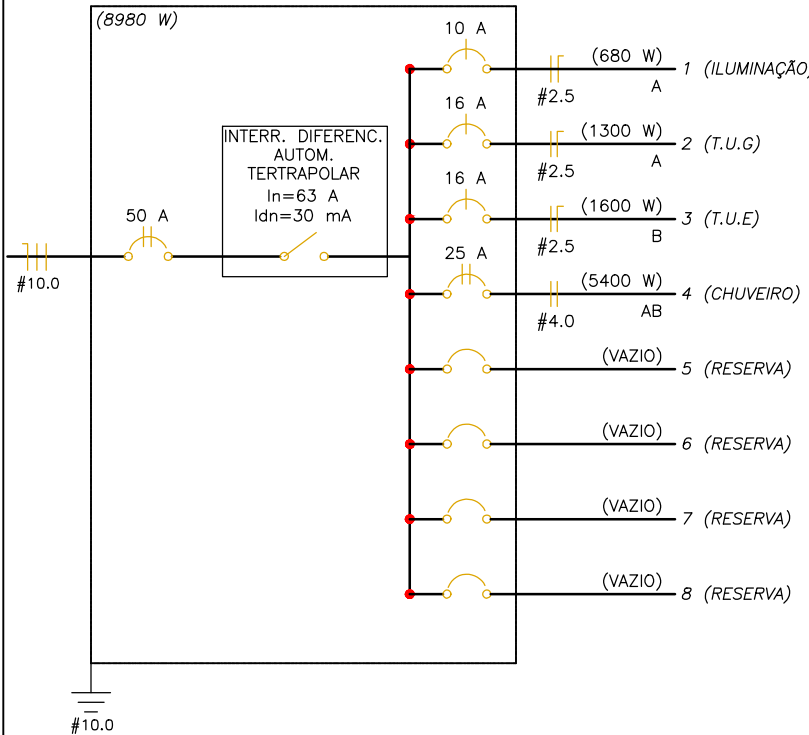 (8980 W)
10 A
(680 W)
1 (ILUMINAÇÃO)
#2.5
A
16 A
(1300 W)
2 (T.U.G)
#2.5
A
INTERR. DIFERENC.
AUTOM.
TERTRAPOLAR
In=63 A
Idn=30 mA
16 A
(1600 W)
3 (T.U.E)
#2.5
B
50 A
#10.0
25 A
(5400 W)
4 (CHUVEIRO)
#4.0
AB
(VAZIO)
5 (RESERVA)
(VAZIO)
6 (RESERVA)
(VAZIO)
7 (RESERVA)
(VAZIO)
8 (RESERVA)
#10.0